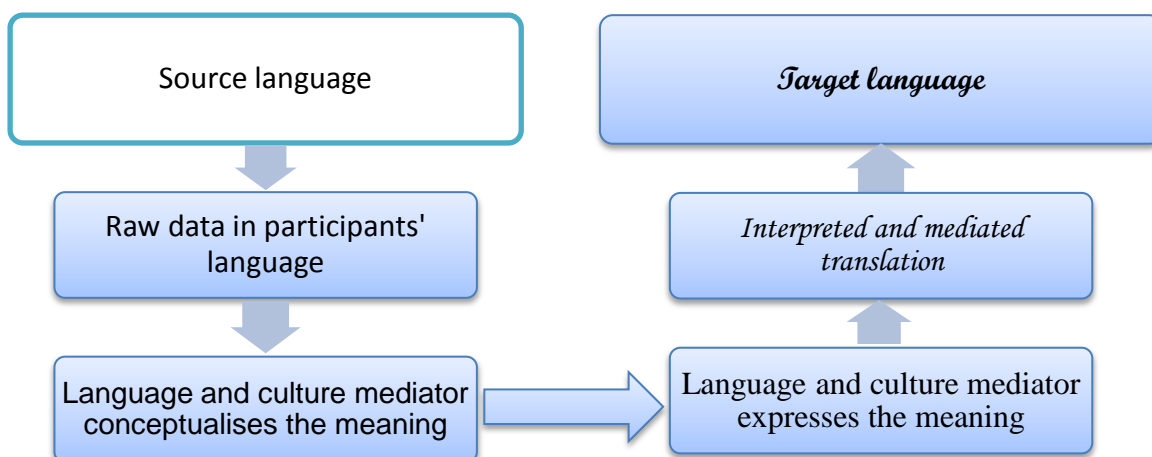 Source language
Raw data in participants'
language
Language and culture mediator
conceptualises the meaning
Language and culture mediator
expresses the meaning
Interpreted and mediated
translation
Target language